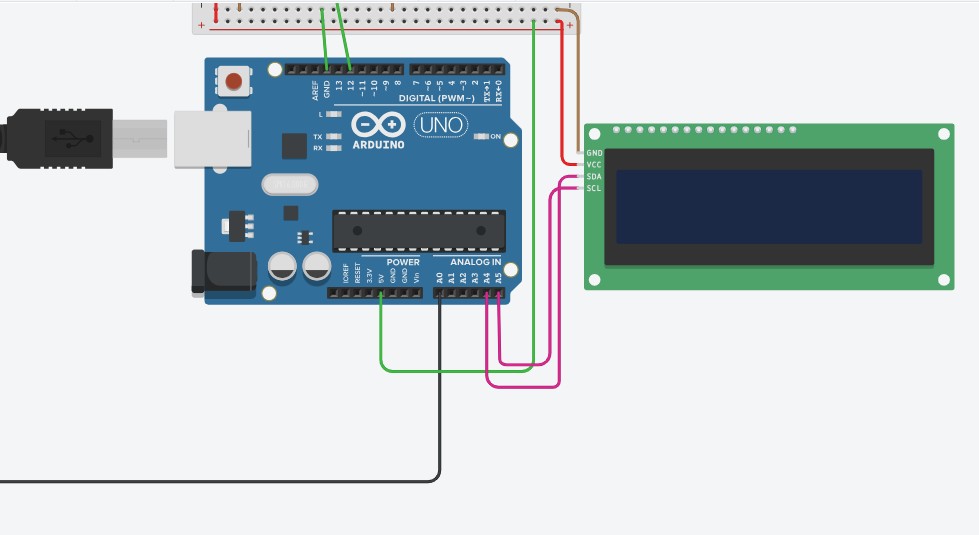 + +
AREF GND 13 12 ~11 ~10 ~9 8 7 ~6 ~5 4 ~3 2 TX→1 RX←0
DIGITAL (PWM~)
L
TX
RX
UNO
ON
ARDUINO
GND
VCC
SDA
SCL
POWER ANALOG IN
IOREF RESET 3.3V 5V GND GND Vin A0 A1 A2 A3 A4 A5